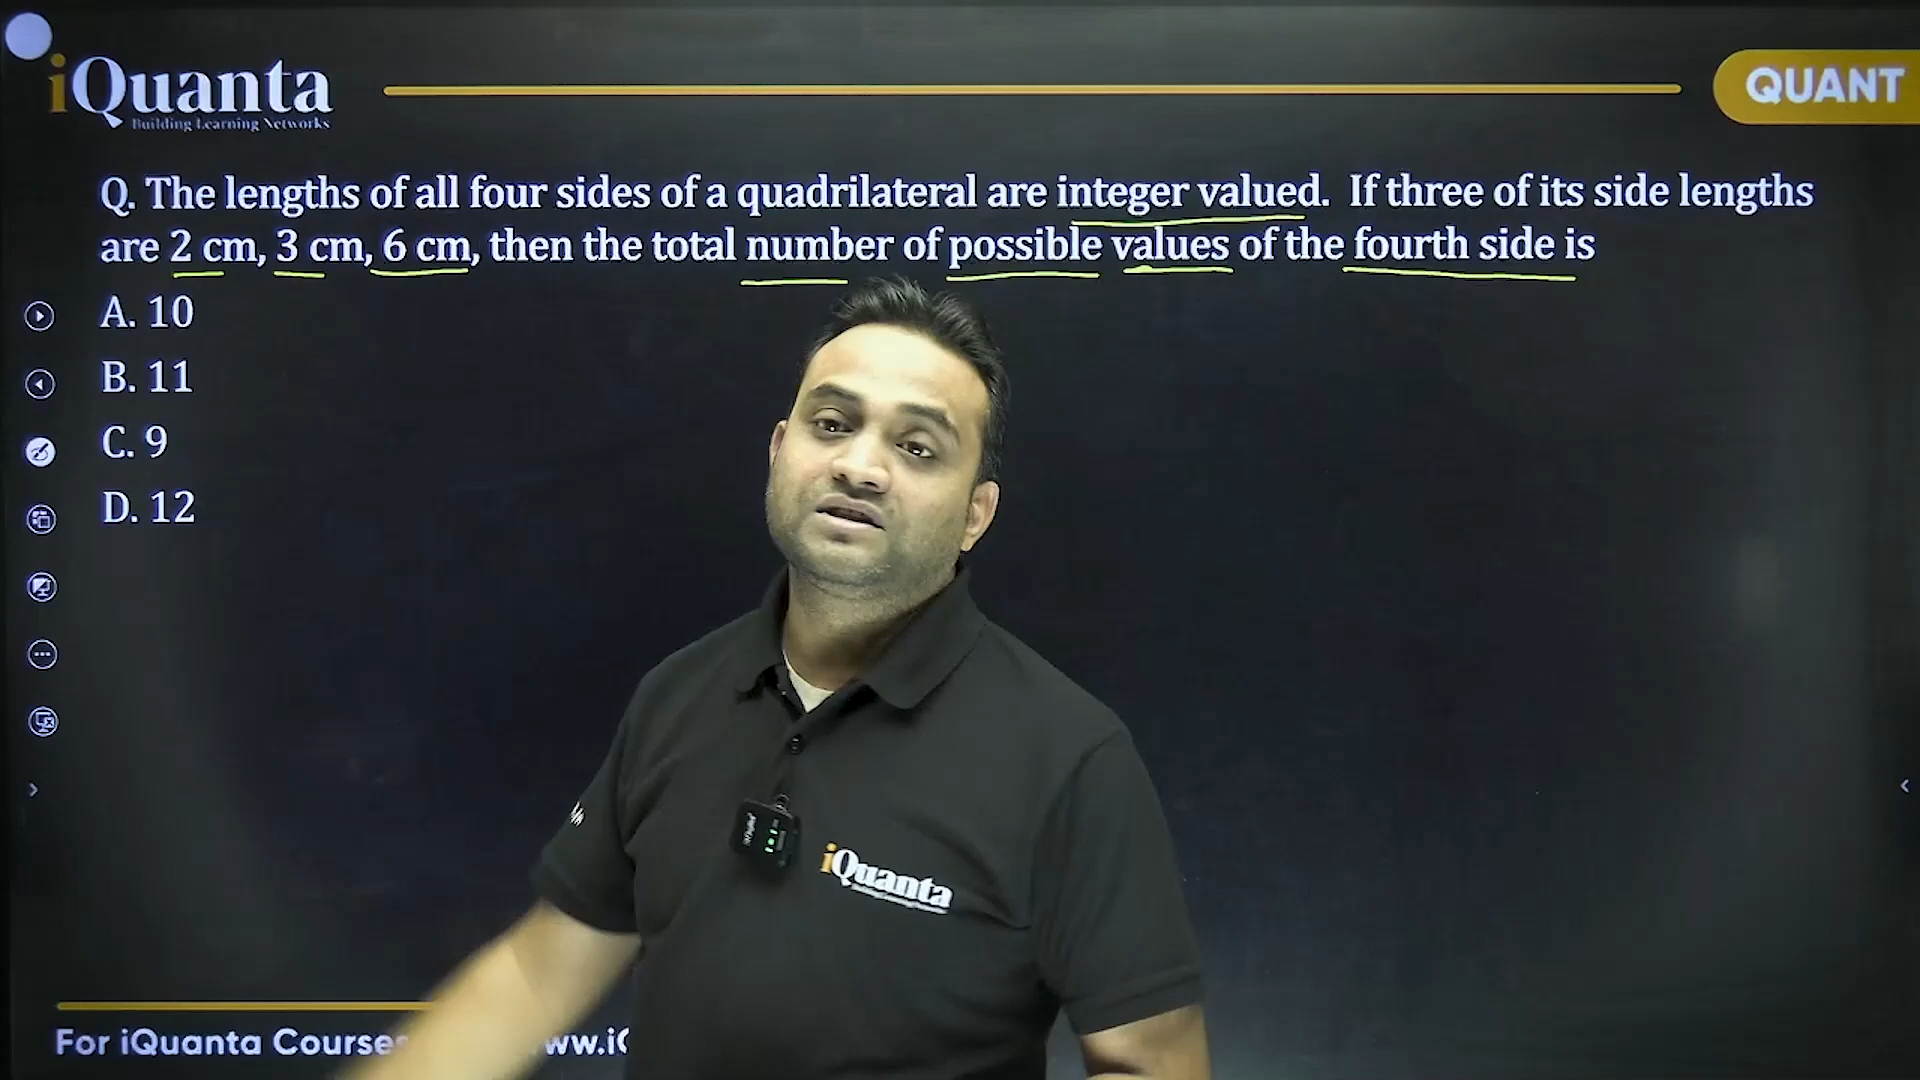 iQuanta
Building Learning Networks
QUANT
Q. The lengths of all four sides of a quadrilateral are integer valued. If three of its side lengths
are 2 cm, 3 cm, 6 cm, then the total number of possible values of the fourth side is
A. 10
B. 11
C. 9
D. 12
iQuanta
For iQuanta Courses